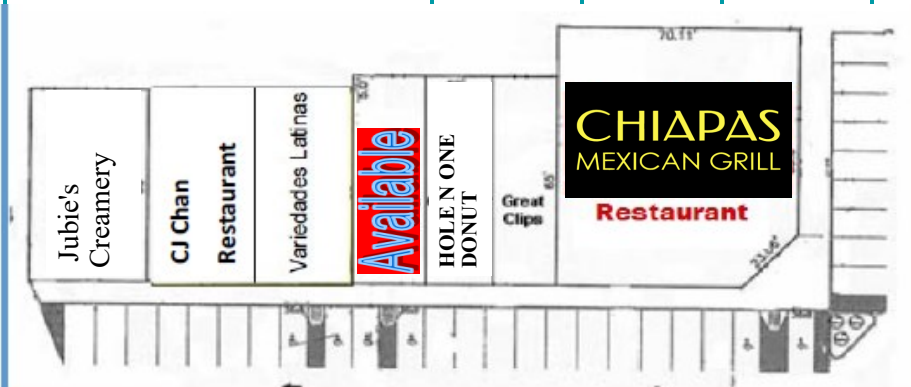 Jubie's
Creamery
CJ Chan
Restaurant
Variedades Latinas
Available
HOLE N ONE
DONUT
Great
Clips
65'
70.11'
CHIAPAS
MEXICAN GRILL
Restaurant